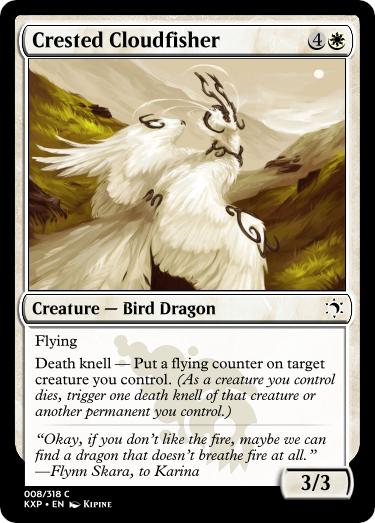 Crested Cloudfisher 4
Creature — Bird Dragon
Flying
Death knell — Put a flying counter on target
creature you control. (As a creature you control
dies, trigger one death knell of that creature or
another permanent you control.)
“Okay, if you don’t like the fire, maybe we can
find a dragon that doesn’t breathe fire at all.”
—Flynn Skara, to Karina
3/3
008/318 C
KXP • EN Kipine